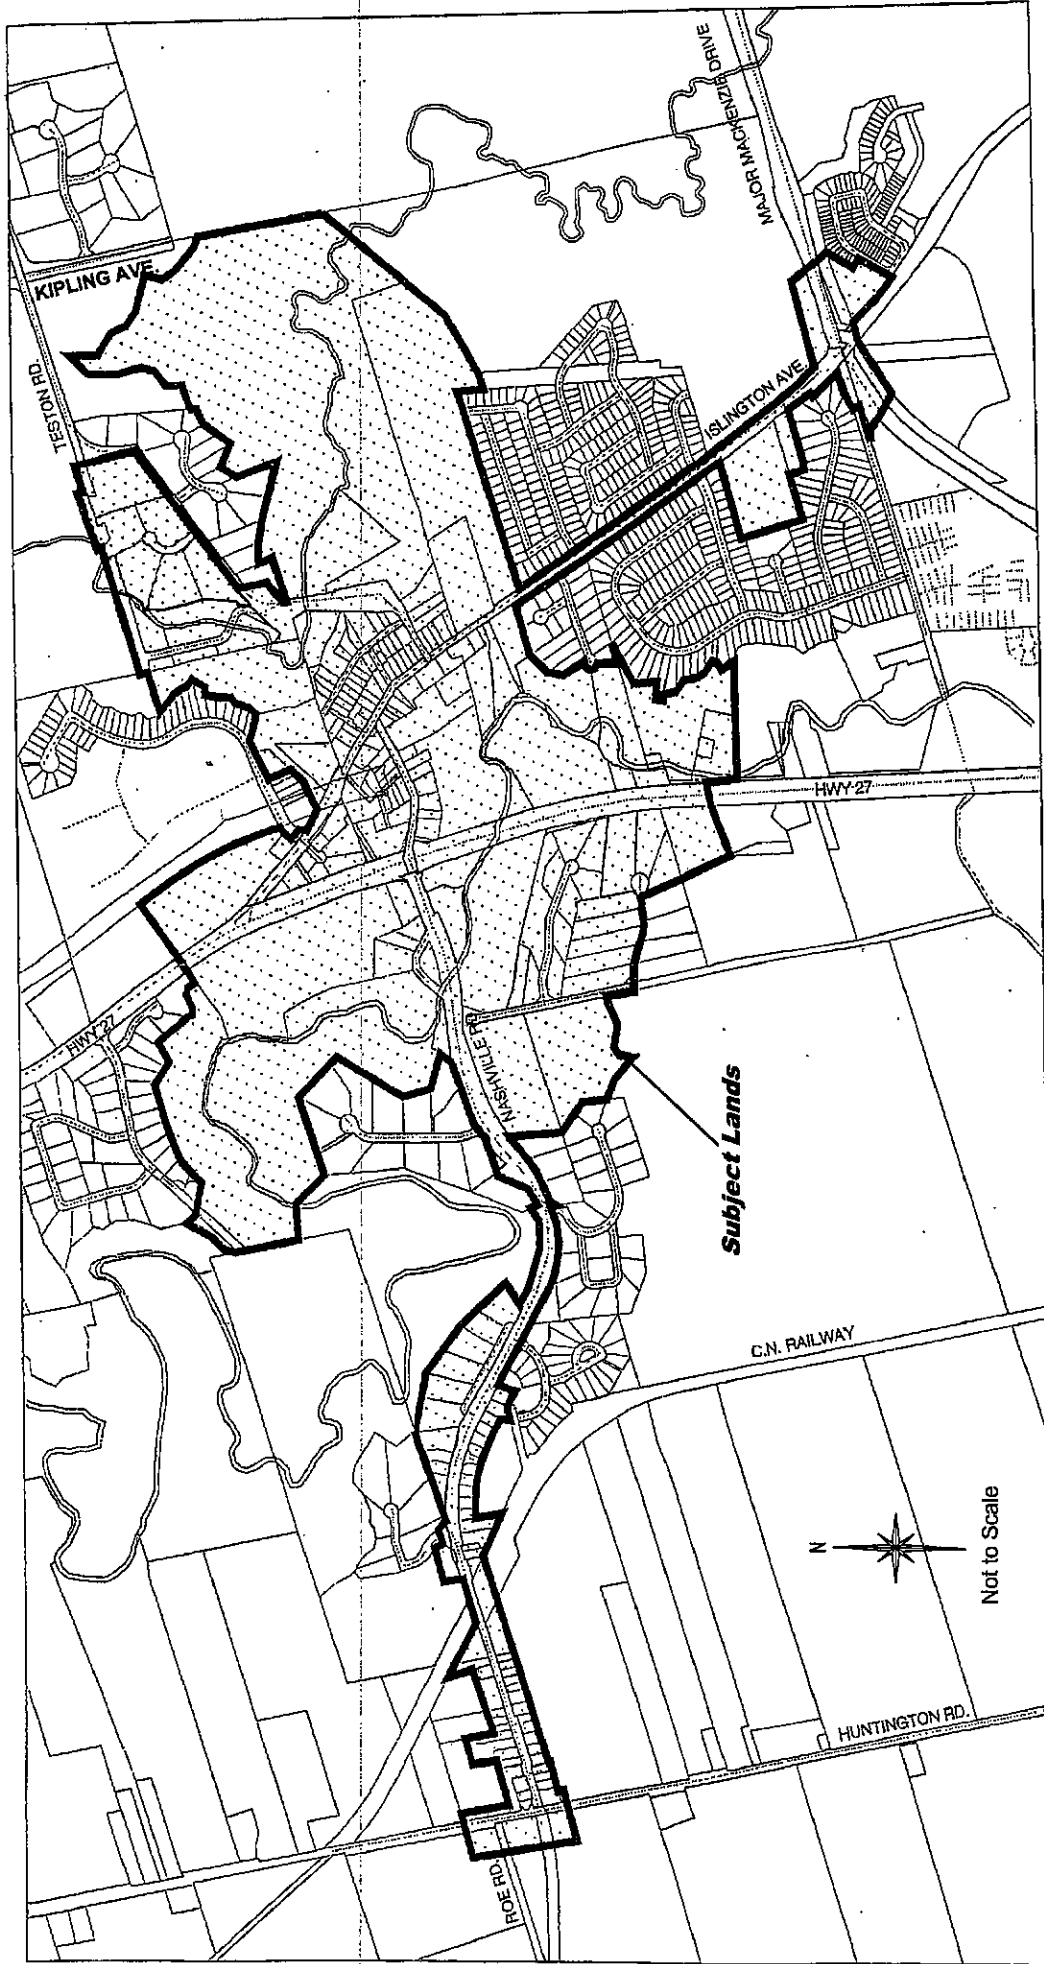 MAJOR MACKENZIE DRIVE
KIPLING AVE.
TESTON RD
ISLINGTON AVE.
HWY 27
HWY 27
NASHVILLE RD
Subject Lands
C.N. RAILWAY
N
Not to Scale
HUNTINGTON RD.
ROE RD.